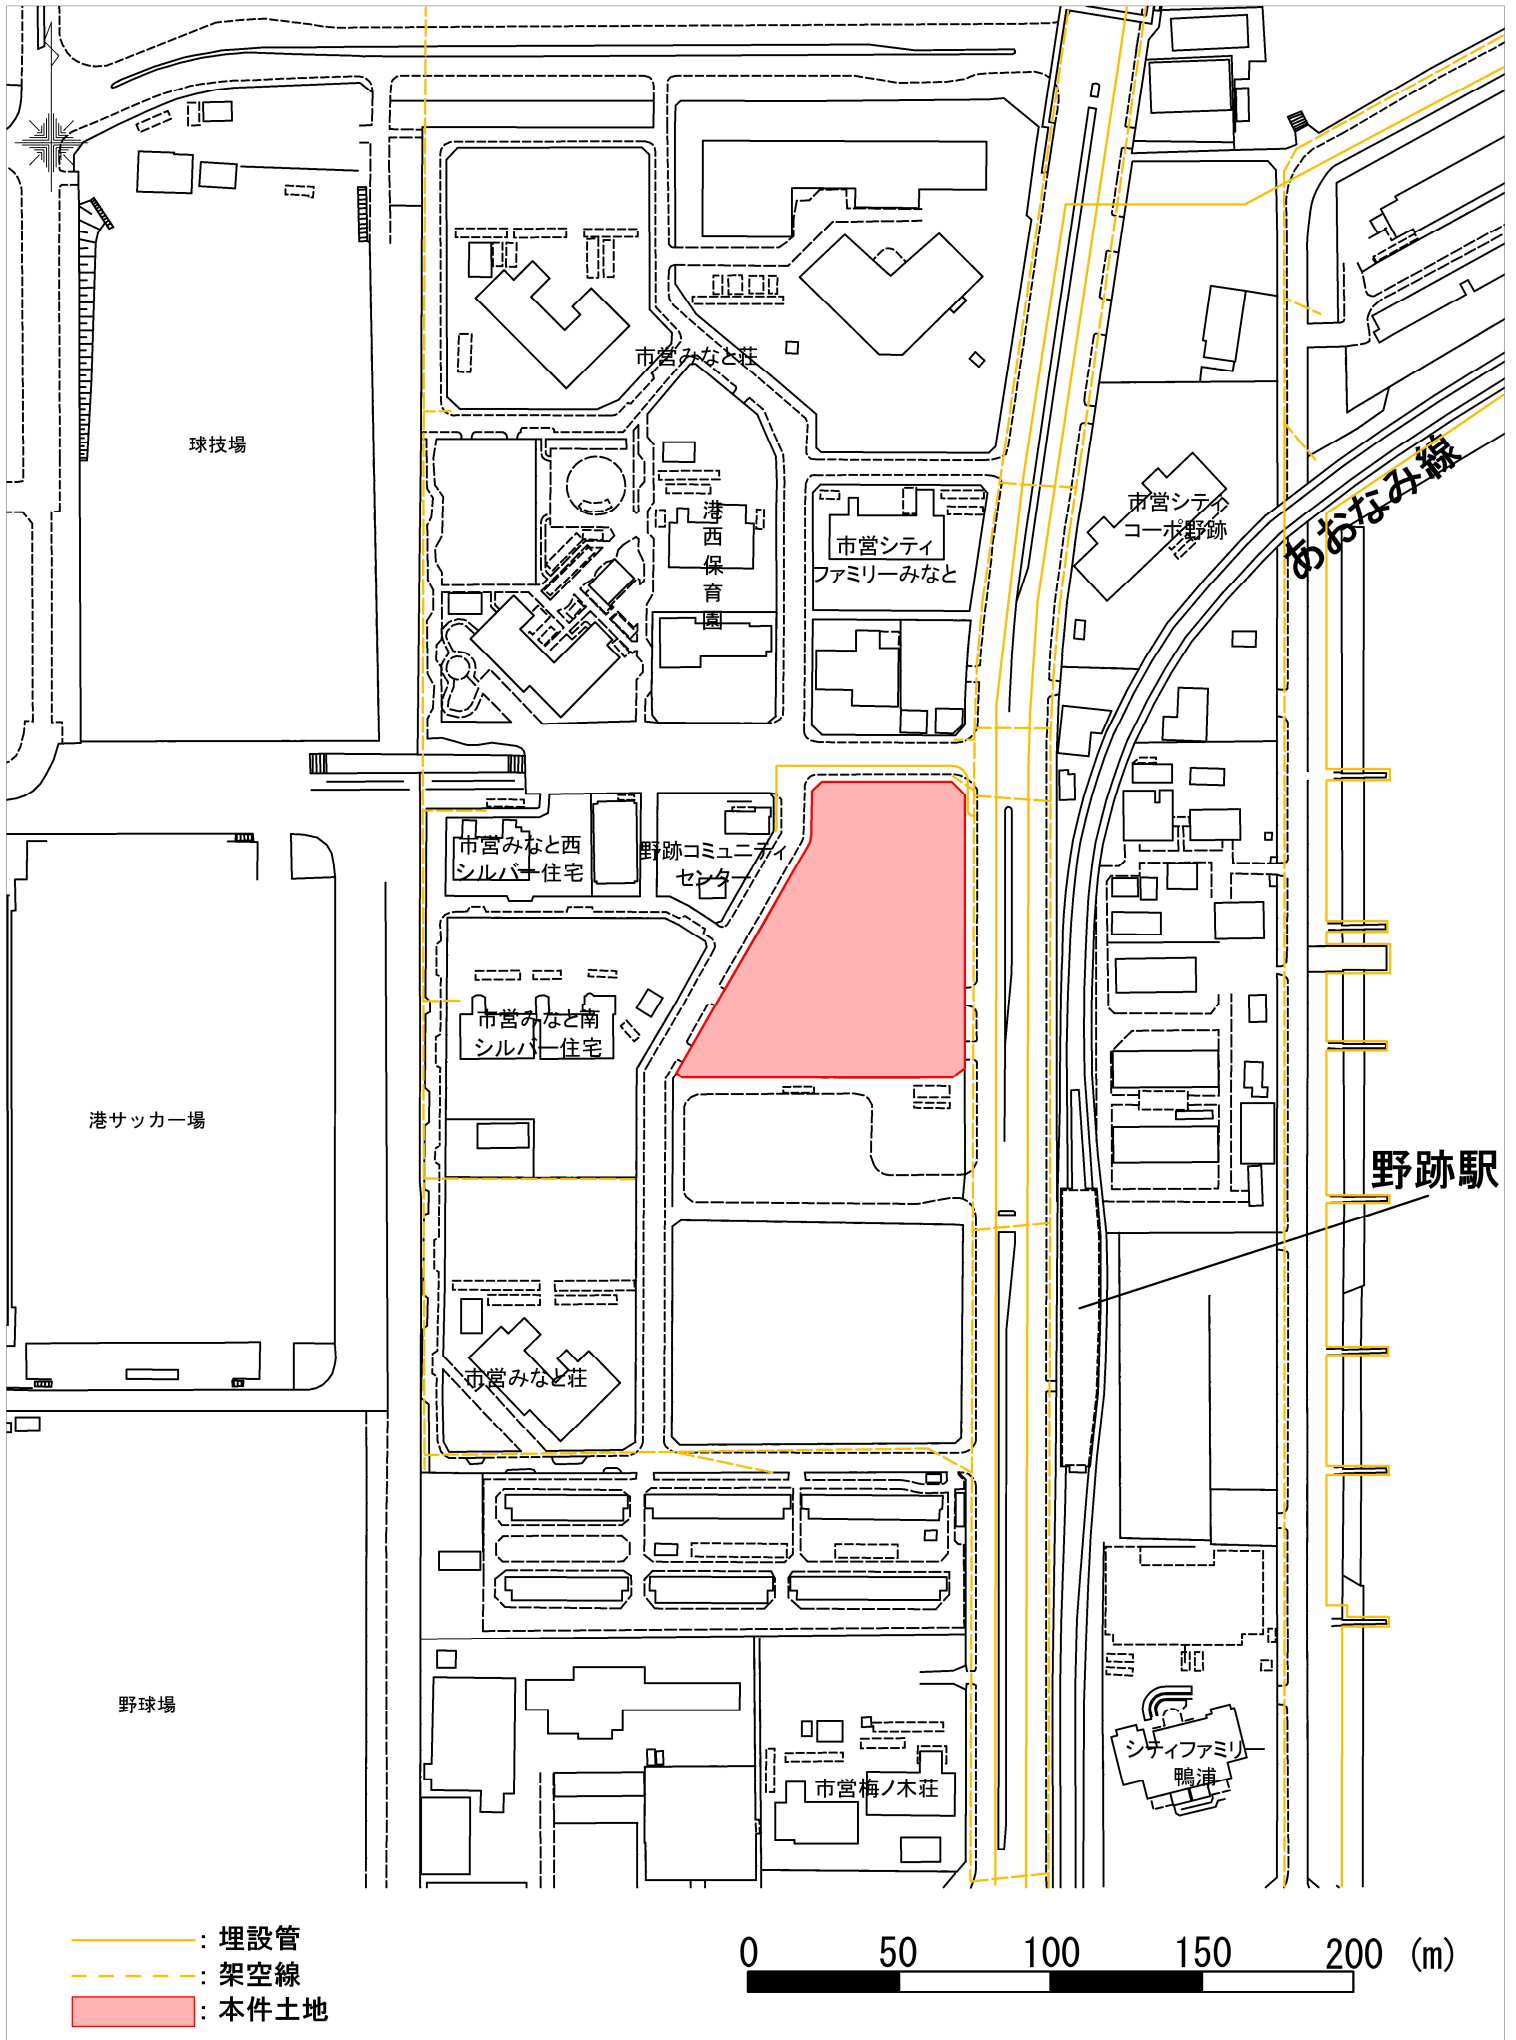 市営みなと荘
球技場
あおなみ線
市営シティ
コーポ野跡
港西保育園
市営シティ
ファミリーみなと
市営みなと西
シルバー住宅
野跡コミュニティ
センター
市営みなと南
シルバー住宅
港サッカー場
野跡駅
市営みなと荘
野球場
シティファミリー
鴨浦
市営梅ノ木荘
：埋設管
：架空線
：本件土地
0 50 100 150 200 (m)